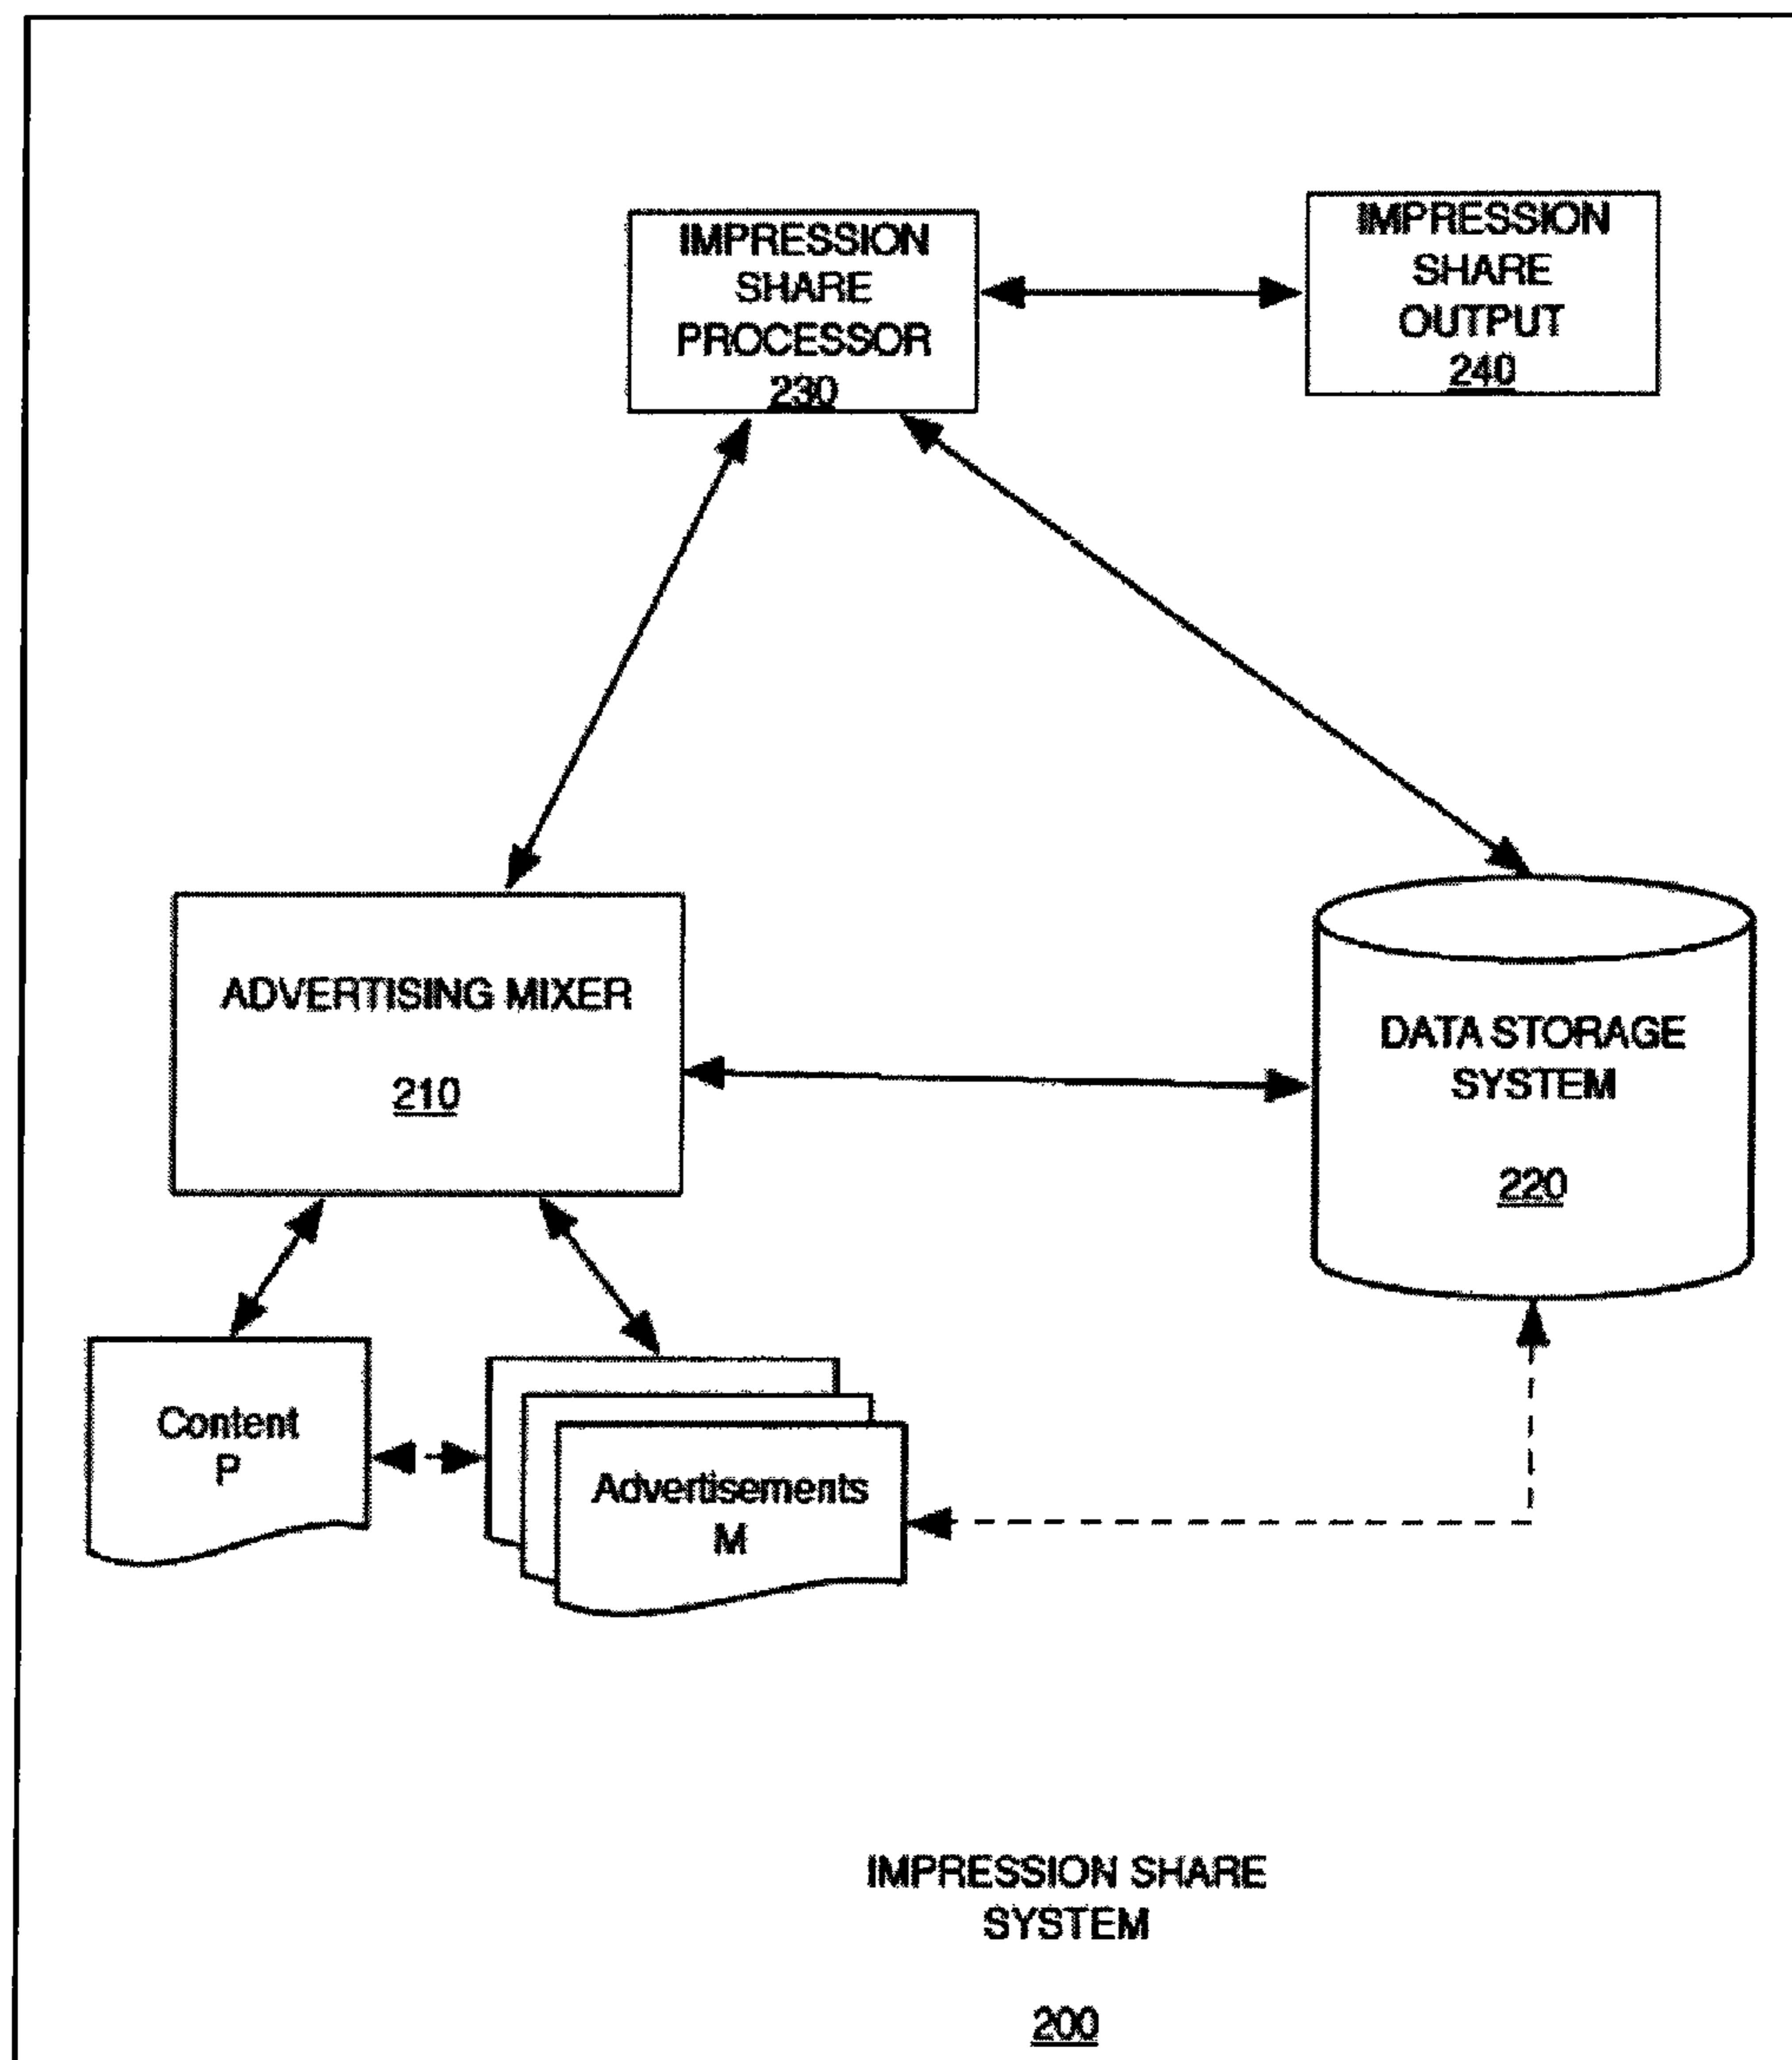 IMPRESSION
SHARE
PROCESSOR
230
IMPRESSION
SHARE
OUTPUT
240
ADVERTISING MIXER
210
DATA STORAGE
SYSTEM
220
Content
P
Advertisements
M
IMPRESSION SHARE
SYSTEM
200